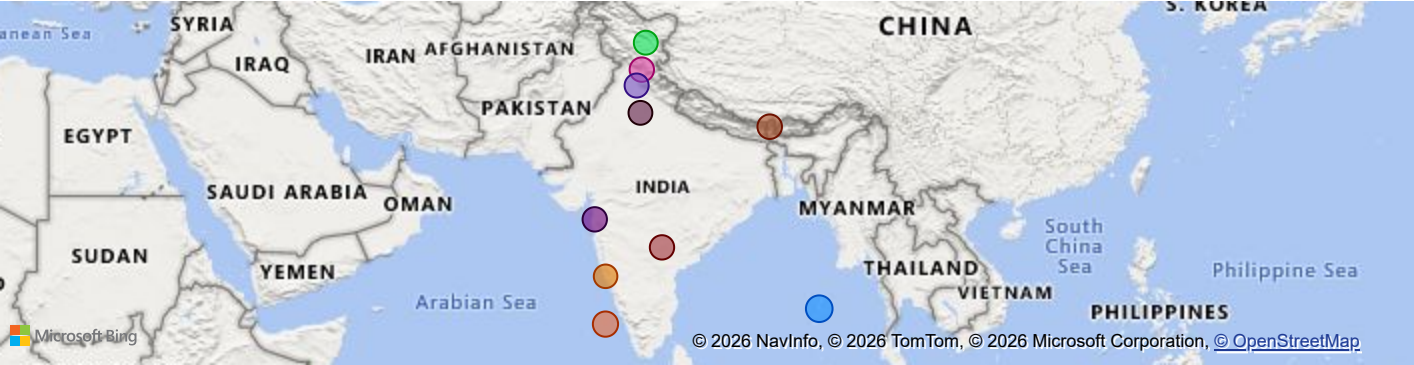 S. KOREA
SYRIA
CHINA
anean Sea
AFGHANISTAN
IRAN
IRAQ
PAKISTAN
EGYPT
INDIA
SAUDI ARABIA
OMAN
MYANMAR
South
China
Sea
SUDAN
YEMEN
THAILAND
Philippine Sea
VIETNAM
Arabian Sea
PHILIPPINES
Microsoft Bing
© 2026 NavInfo, © 2026 TomTom, © 2026 Microsoft Corporation, © OpenStreetMap